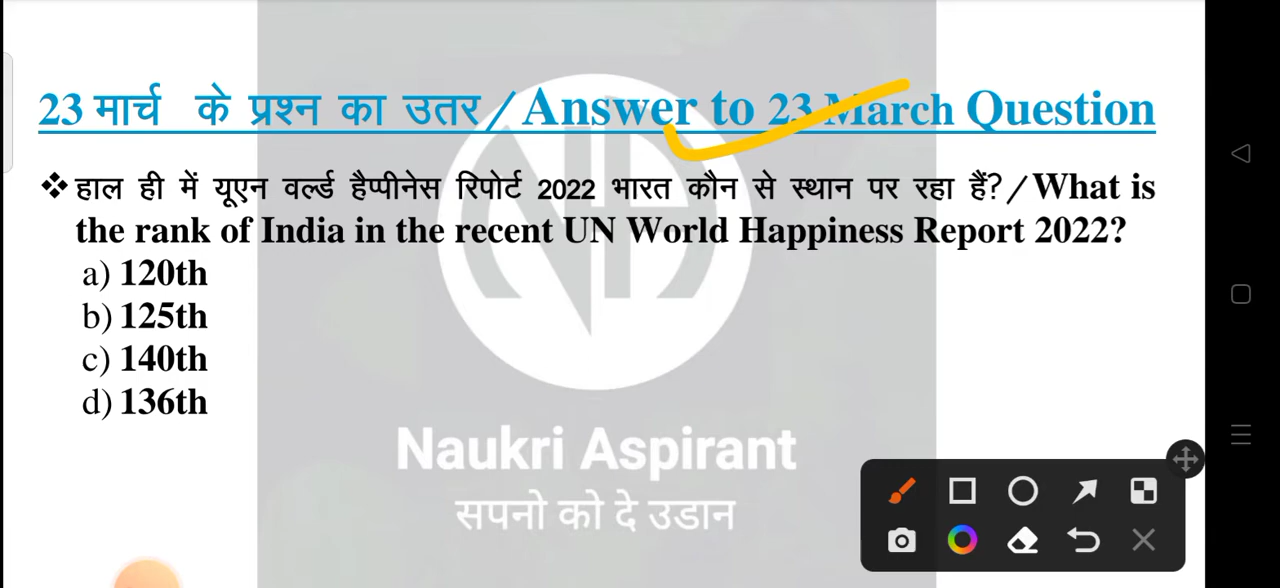 23 मार्च के प्रश्न का उतर/Answer to 23 March Question
❖ हाल ही में यूएन वर्ल्ड हैप्पीनेस रिपोर्ट 2022 भारत कौन से स्थान पर रहा हैं?/What is
the rank of India in the recent UN World Happiness Report 2022?
a) 120th
b) 125th
c) 140th
d) 136th
Naukri Aspirant
सपनो को दे उडान